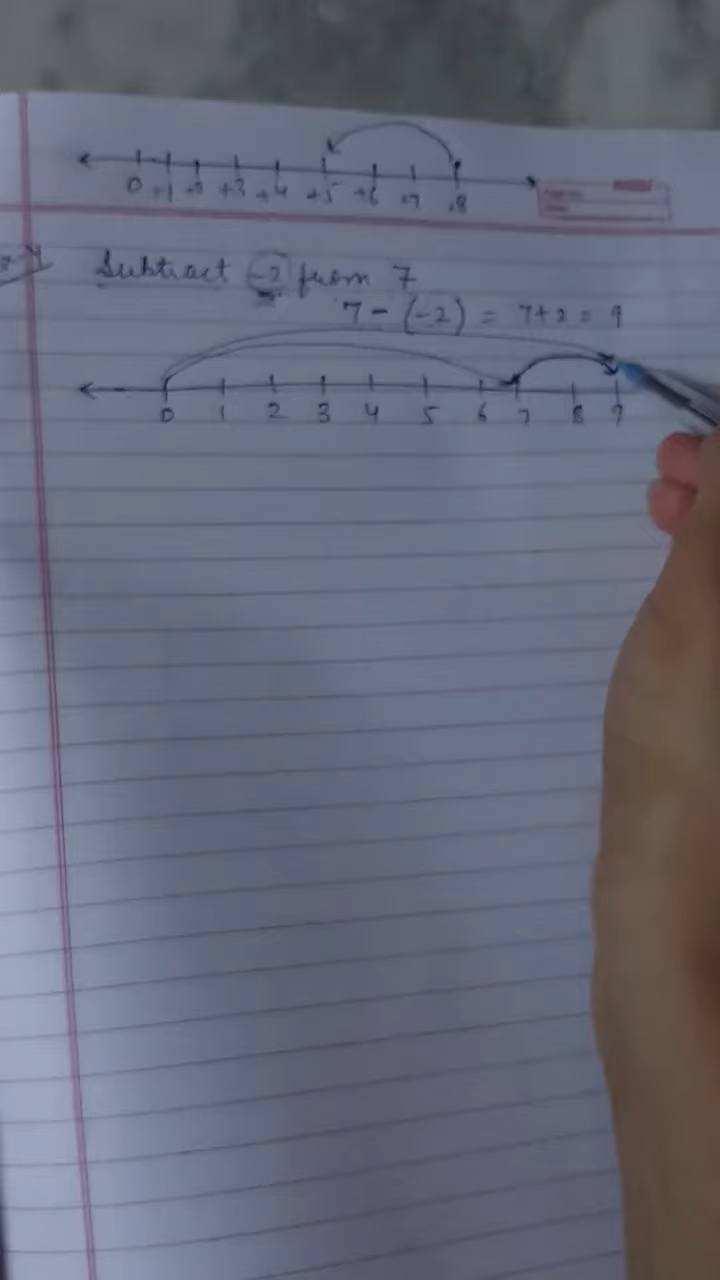 0 +1 +2 +3 +4 +5 +6 +7 +8
Subtract (-2) from 7
7 - (-2) = 7+2 = 9
0 1 2 3 4 5 6 7 8 9